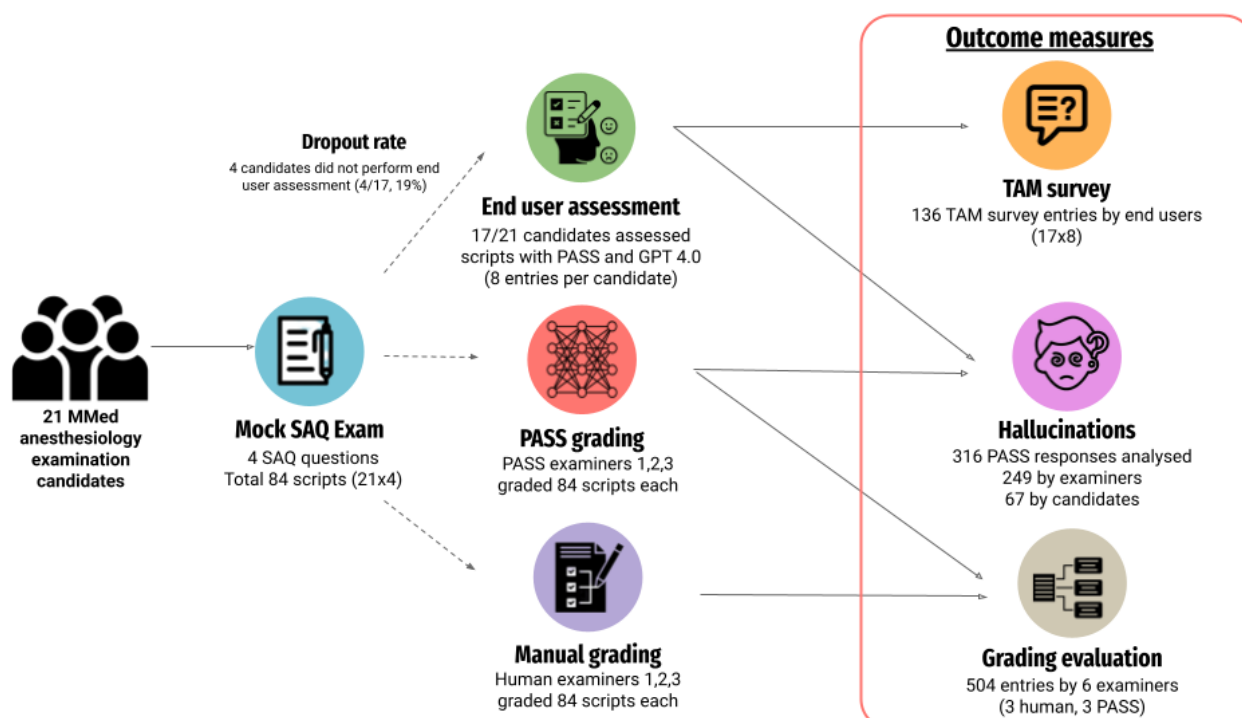 Outcome measures
Dropout rate
4 candidates did not perform end
user assessment (4/17, 19%)
End user assessment
17/21 candidates assessed
scripts with PASS and GPT 4.0
(8 entries per candidate)
TAM survey
136 TAM survey entries by end users
(17x8)
21 MMed
anesthesiology
examination
candidates
Mock SAQ Exam
4 SAQ questions
Total 84 scripts (21x4)
PASS grading
PASS examiners 1,2,3
graded 84 scripts each
Hallucinations
316 PASS responses analysed
249 by examiners
67 by candidates
Manual grading
Human examiners 1,2,3
graded 84 scripts each
Grading evaluation
504 entries by 6 examiners
(3 human, 3 PASS)